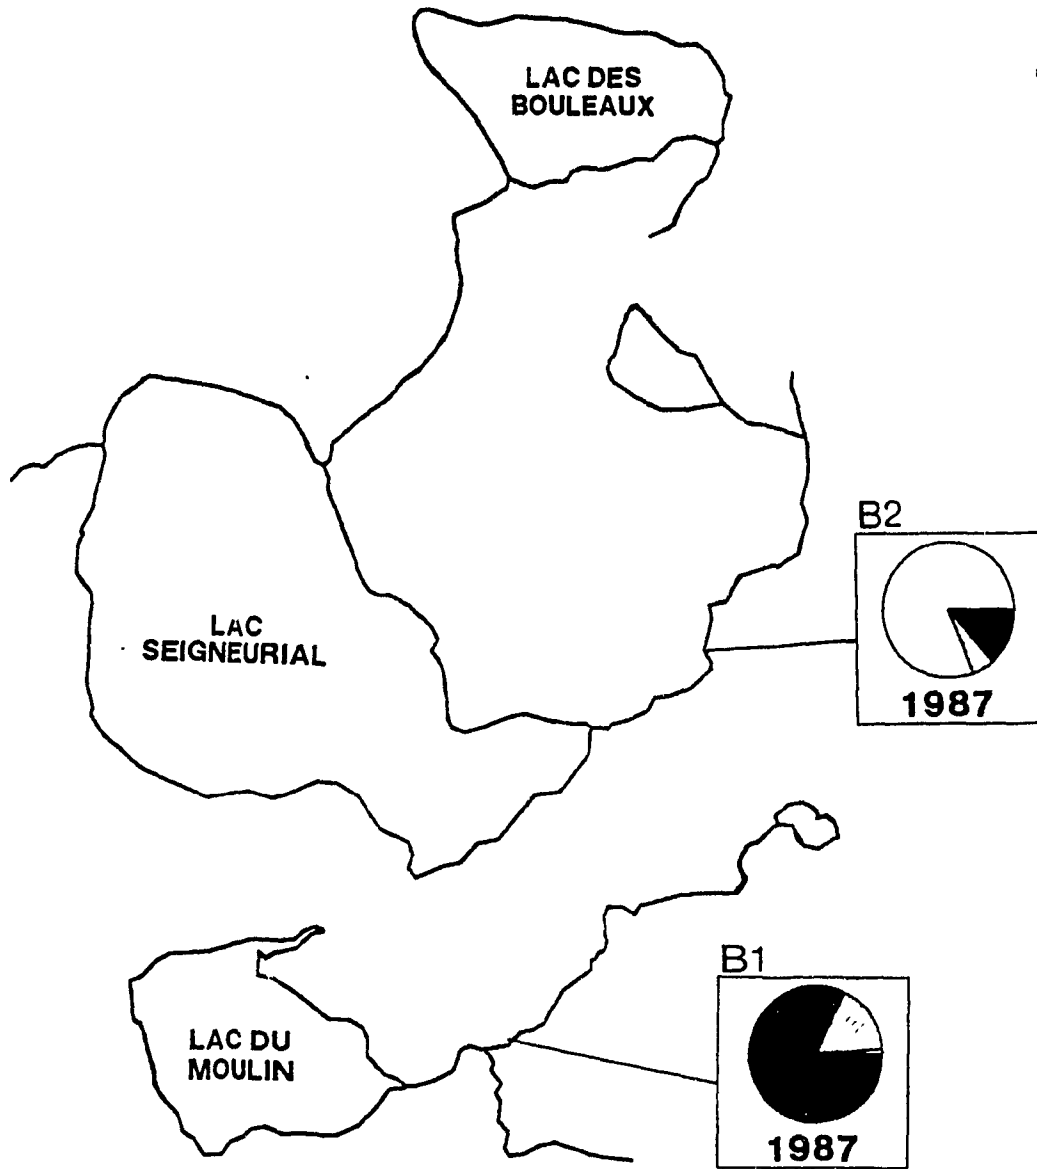 LAC DES
BOULEAUX
B2
1987
LAC
SEIGNEURIAL
B1
LAC DU
MOULIN
1987